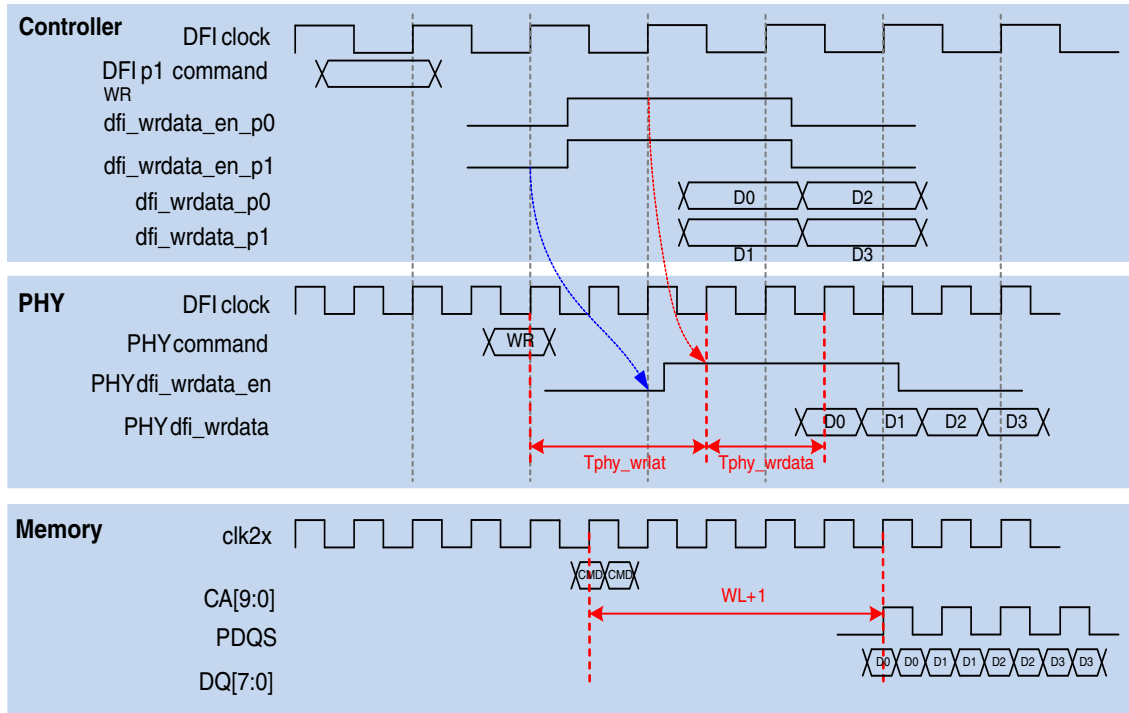 Controller
DFI clock
DFI p1 command
WR
dfi_wrdata_en_p0
dfi_wrdata_en_p1
dfi_wrdata_p0
D0 D2
dfi_wrdata_p1
D1 D3
PHY
DFI clock
PHY command
WR
PHY dfi_wrdata_en
PHY dfi_wrdata
D0 D1 D2 D3
Tphy_wrlat Tphy_wrdata
Memory
clk2x
CMD CMD
CA[9:0]
WL+1
PDQS
D0 D0 D1 D1 D2 D2 D3 D3
DQ[7:0]